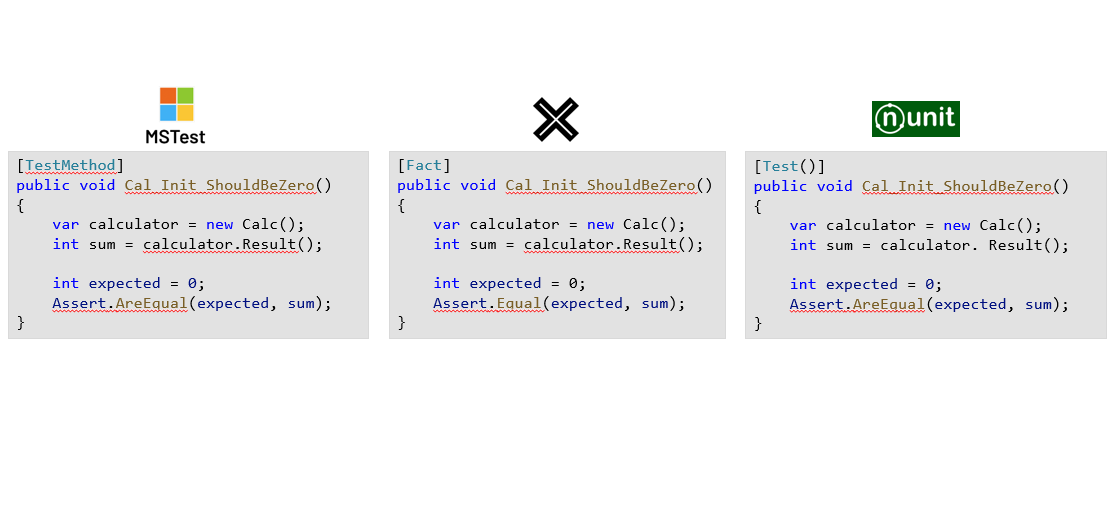 MSTest
[TestMethod]
public void Cal_Init_ShouldBeZero()
{
    var calculator = new Calc();
    int sum = calculator.Result();

    int expected = 0;
    Assert.AreEqual(expected, sum);
}
[Fact]
public void Cal_Init_ShouldBeZero()
{
    var calculator = new Calc();
    int sum = calculator.Result();

    int expected = 0;
    Assert.Equal(expected, sum);
}
nunit
[Test()]
public void Cal_Init_ShouldBeZero()
{
    var calculator = new Calc();
    int sum = calculator. Result();

    int expected = 0;
    Assert.AreEqual(expected, sum);
}